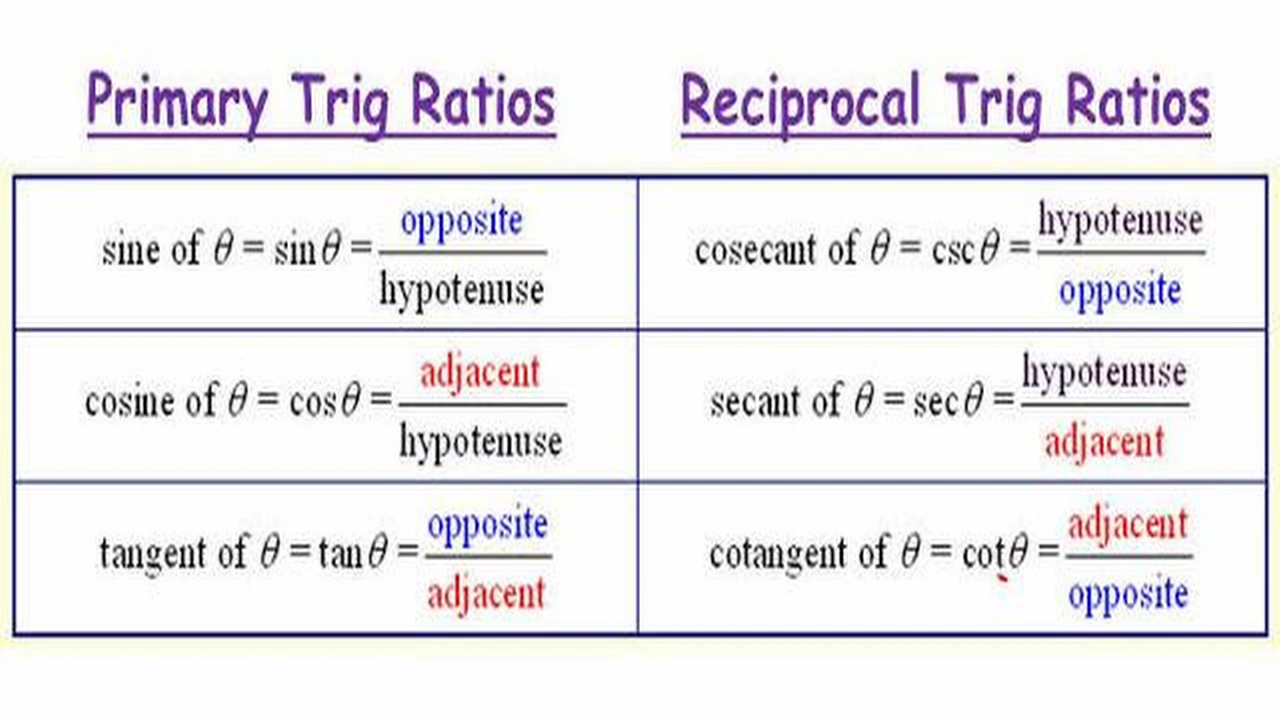 Primary Trig Ratios
Reciprocal Trig Ratios
sine of θ = sin θ = opposite / hypotenuse
cosecant of θ = csc θ = hypotenuse / opposite
cosine of θ = cos θ = adjacent / hypotenuse
secant of θ = sec θ = hypotenuse / adjacent
tangent of θ = tan θ = opposite / adjacent
cotangent of θ = cot θ = adjacent / opposite